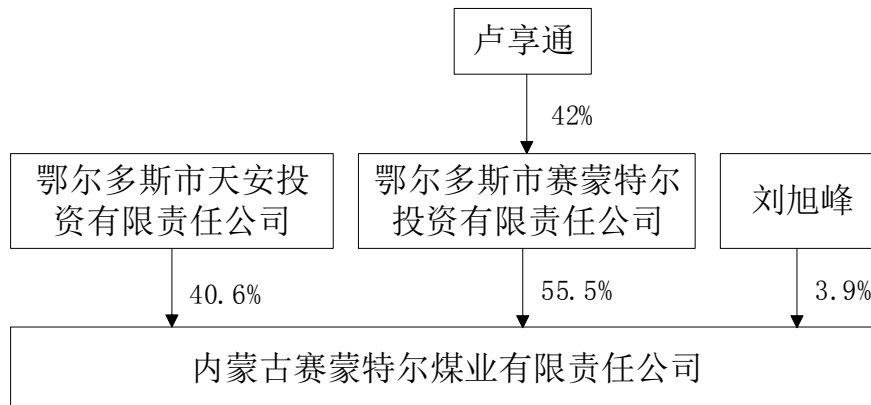 卢享通
42%
鄂尔多斯市天安投
资有限责任公司
鄂尔多斯市赛蒙特尔
投资有限责任公司
刘旭峰
40.6%
55.5%
3.9%
内蒙古赛蒙特尔煤业有限责任公司